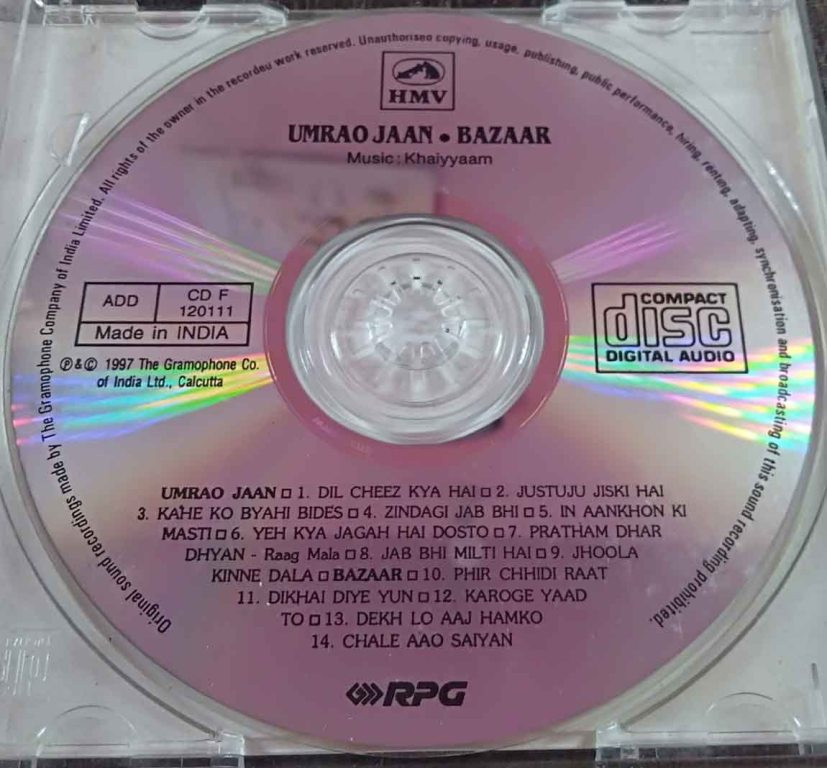 Original sound recordings made by The Gramophone Company of India Limited. All rights of the owner in the recorded work reserved. Unauthorised copying, usage, publishing, public performance, hiring, renting, adapting, synchronisation and broadcasting of this sound recording prohibited.
HMV
UMRAO JAAN • BAZAAR
Music : Khaiyyaam
ADD
CD F
120111
Made in INDIA
COMPACT
disc
DIGITAL AUDIO
℗ & © 1997 The Gramophone Co.
of India Ltd., Calcutta
UMRAO JAAN □ 1. DIL CHEEZ KYA HAI □ 2. JUSTUJU JISKI HAI
3. KAHE KO BYAHI BIDES □ 4. ZINDAGI JAB BHI □ 5. IN AANKHON KI
MASTI □ 6. YEH KYA JAGAH HAI DOSTO □ 7. PRATHAM DHAR
DHYAN - Raag Mala □ 8. JAB BHI MILTI HAI □ 9. JHOOLA
KINNE DALA □ BAZAAR □ 10. PHIR CHHIDI RAAT
11. DIKHAI DIYE YUN □ 12. KAROGE YAAD
TO □ 13. DEKH LO AAJ HAMKO
14. CHALE AAO SAIYAN
RPG